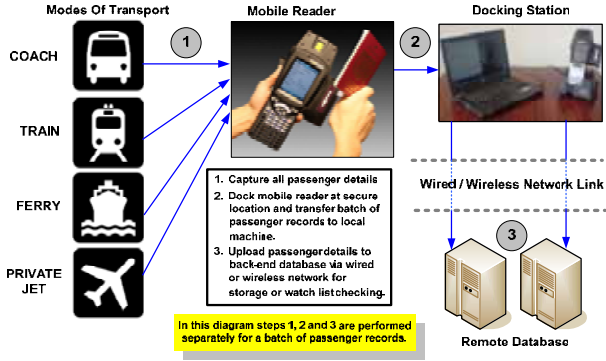 Modes Of Transport
Mobile Reader
Docking Station
COACH
1
2
TRAIN
FERRY
PRIVATE
JET
1. Capture all passenger details
2. Dock mobile reader at secure
location and transfer batch of
passenger records to local
machine.
3. Upload passengerdetails to
back-end database via wired
or wireless network for
storage or watch listchecking.
Wired / Wireless Network Link
3
Remote Database
In this diagram steps 1, 2 and 3 are performed
separately for a batch of passenger records.